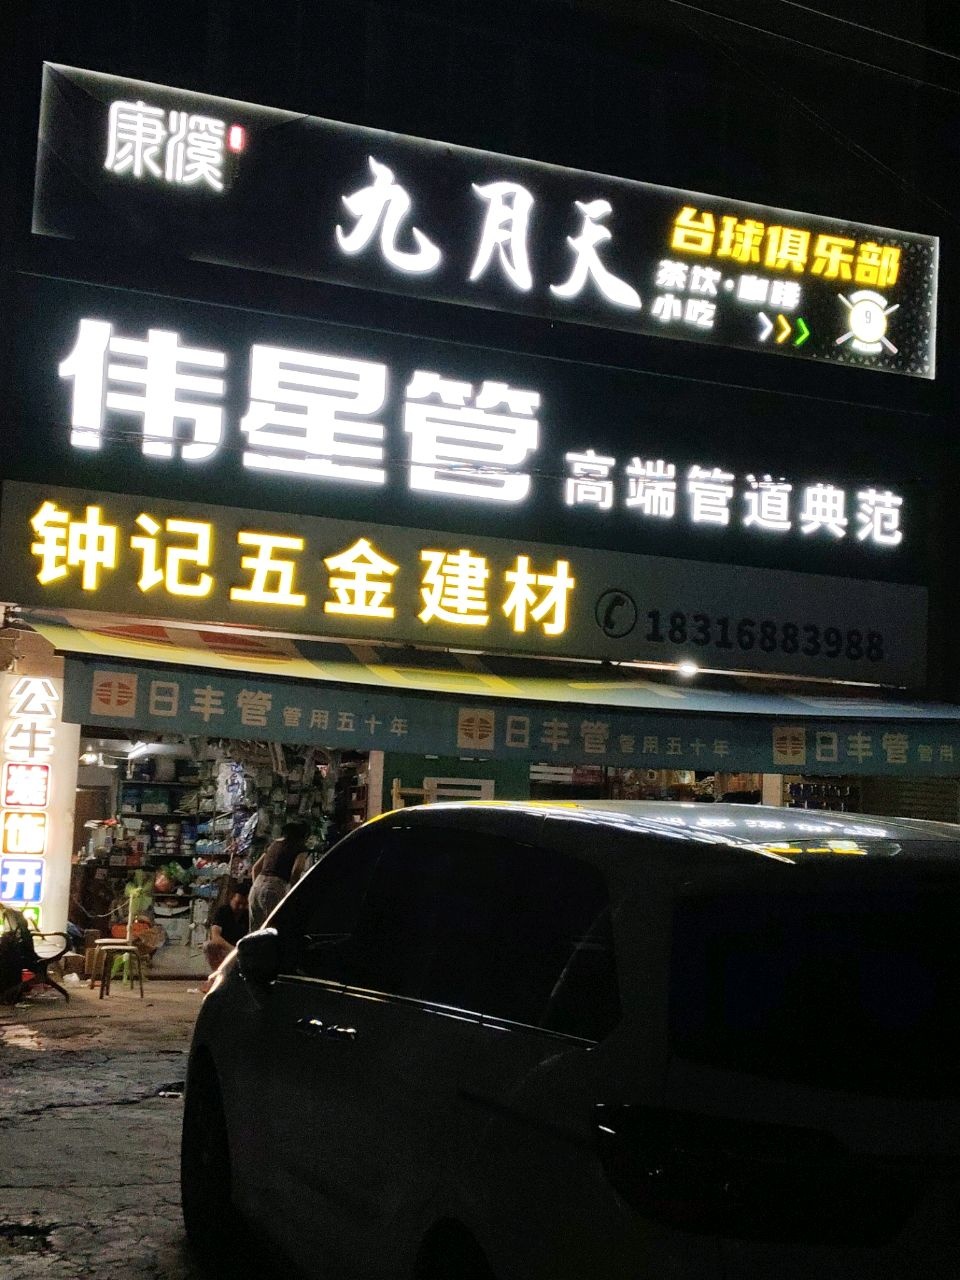 康溪
九月天
台球俱乐部
茶饮·咖啡
小吃
9
伟星管 高端管道典范
钟记五金建材 18316883988
日丰管 管用五十年 日丰管 管用五十年 日丰管 管用
公牛装饰开